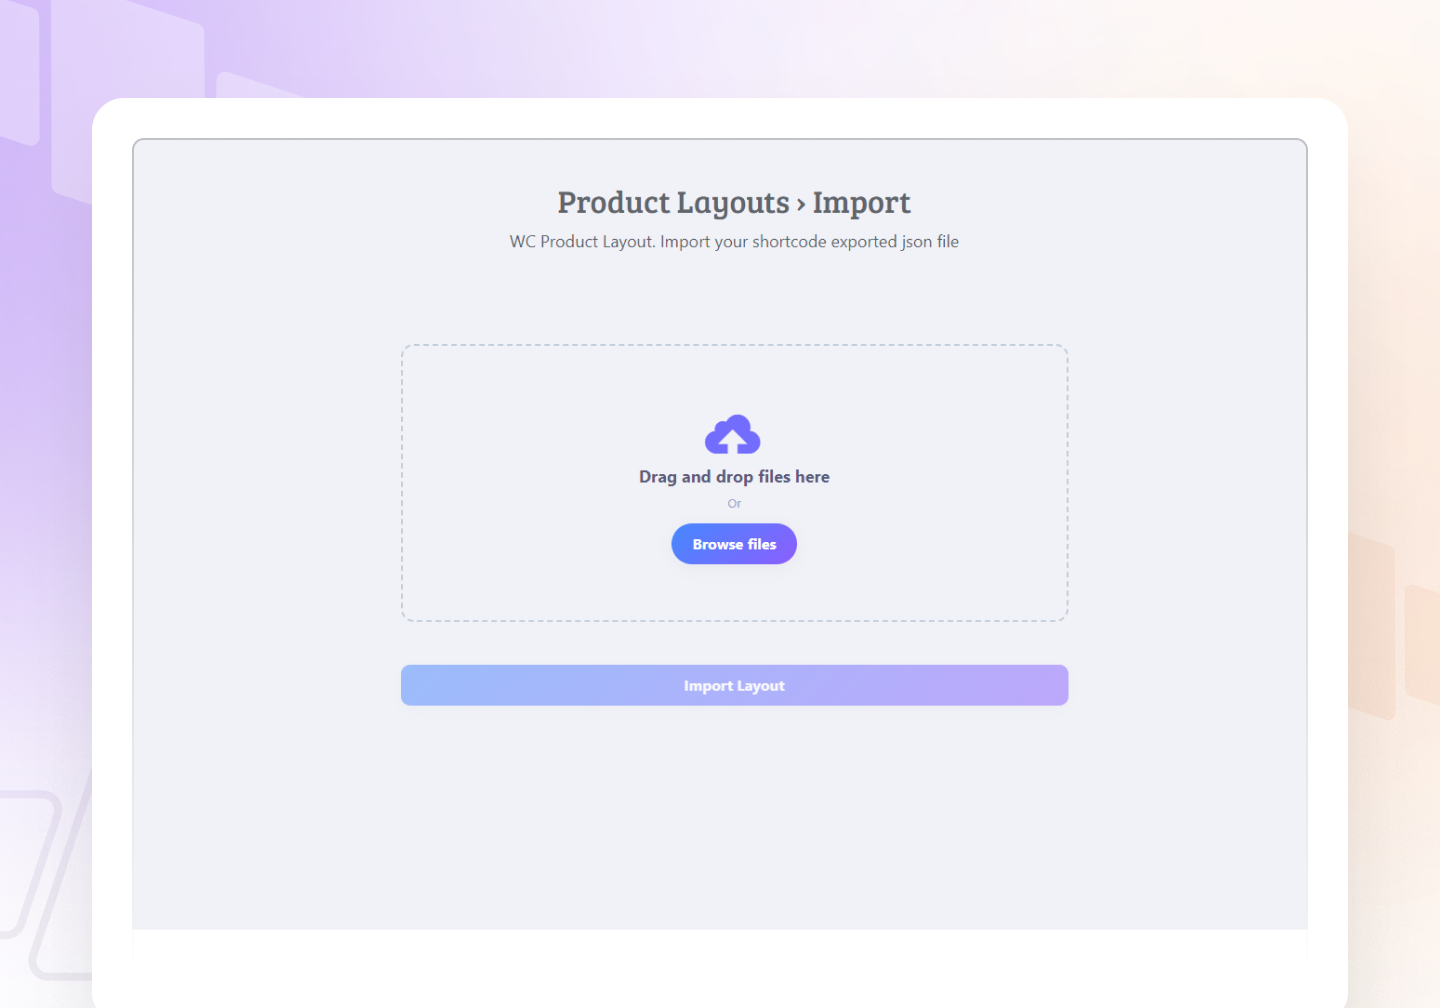 Product Layouts › Import
WC Product Layout. Import your shortcode exported json file
Drag and drop files here
Or
Browse files
Import Layout